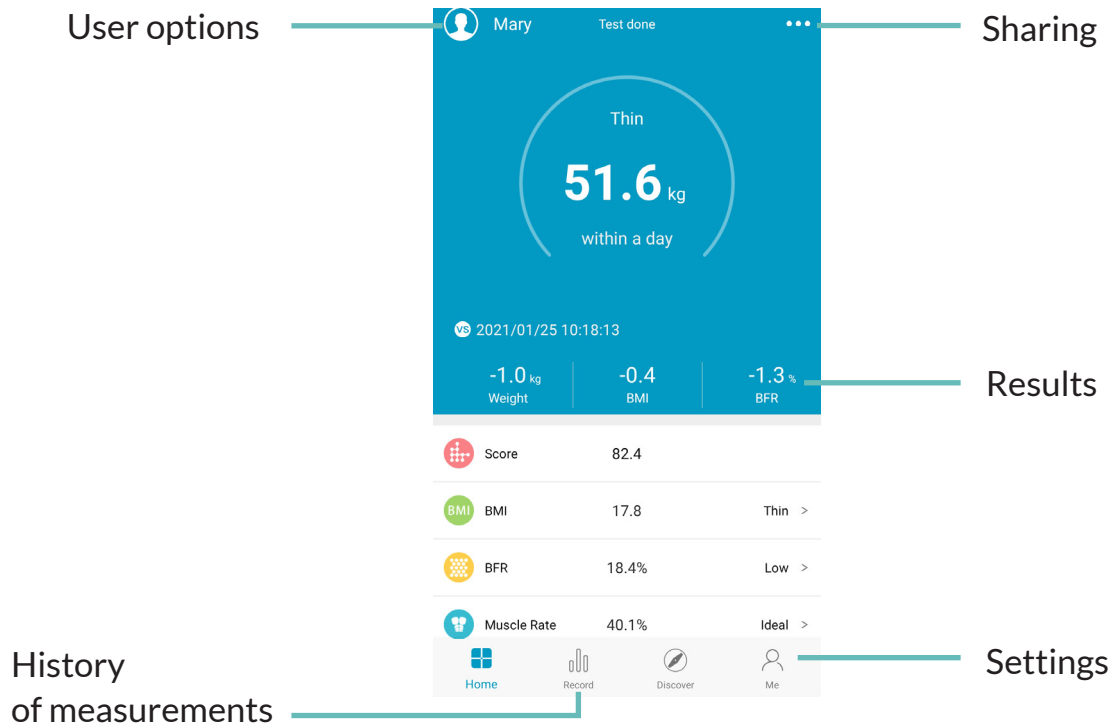 User options
Mary
Test done
Sharing
Thin
51.6 kg
within a day
VS 2021/01/25 10:18:13
-1.0 kg
Weight
-0.4
BMI
-1.3 %
BFR
Results
Score 82.4
BMI BMI 17.8 Thin >
BFR 18.4% Low >
Muscle Rate 40.1% Ideal >
Home
Record
Discover
Me
Settings
History
of measurements